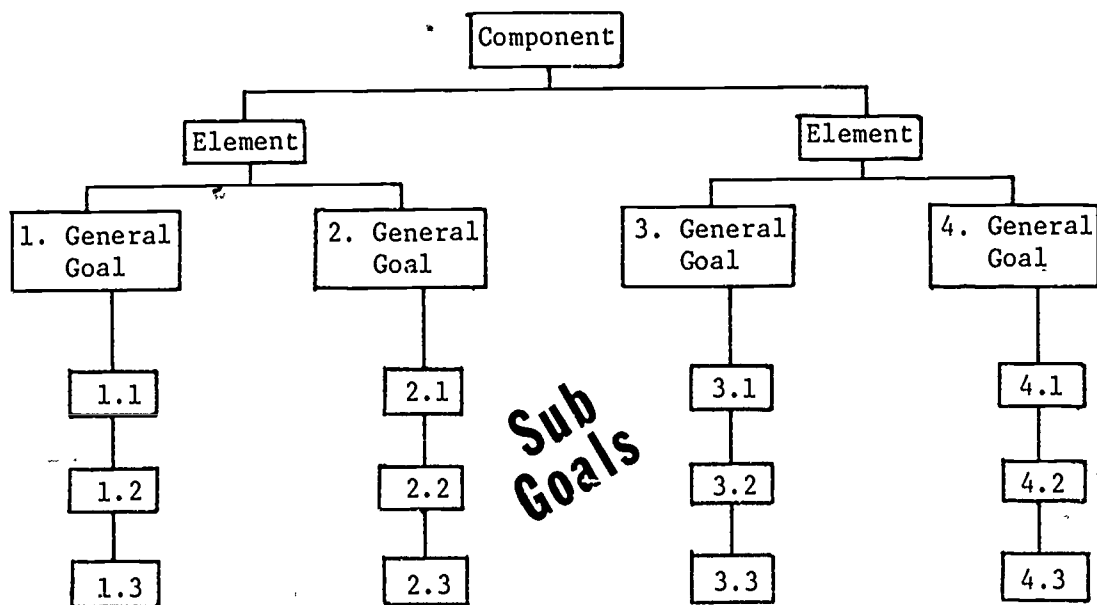 Component
Element
Element
1. General
Goal
2. General
Goal
3. General
Goal
4. General
Goal
1.1
2.1
3.1
4.1
Sub
Goals
1.2
2.2
3.2
4.2
1.3
2.3
3.3
4.3